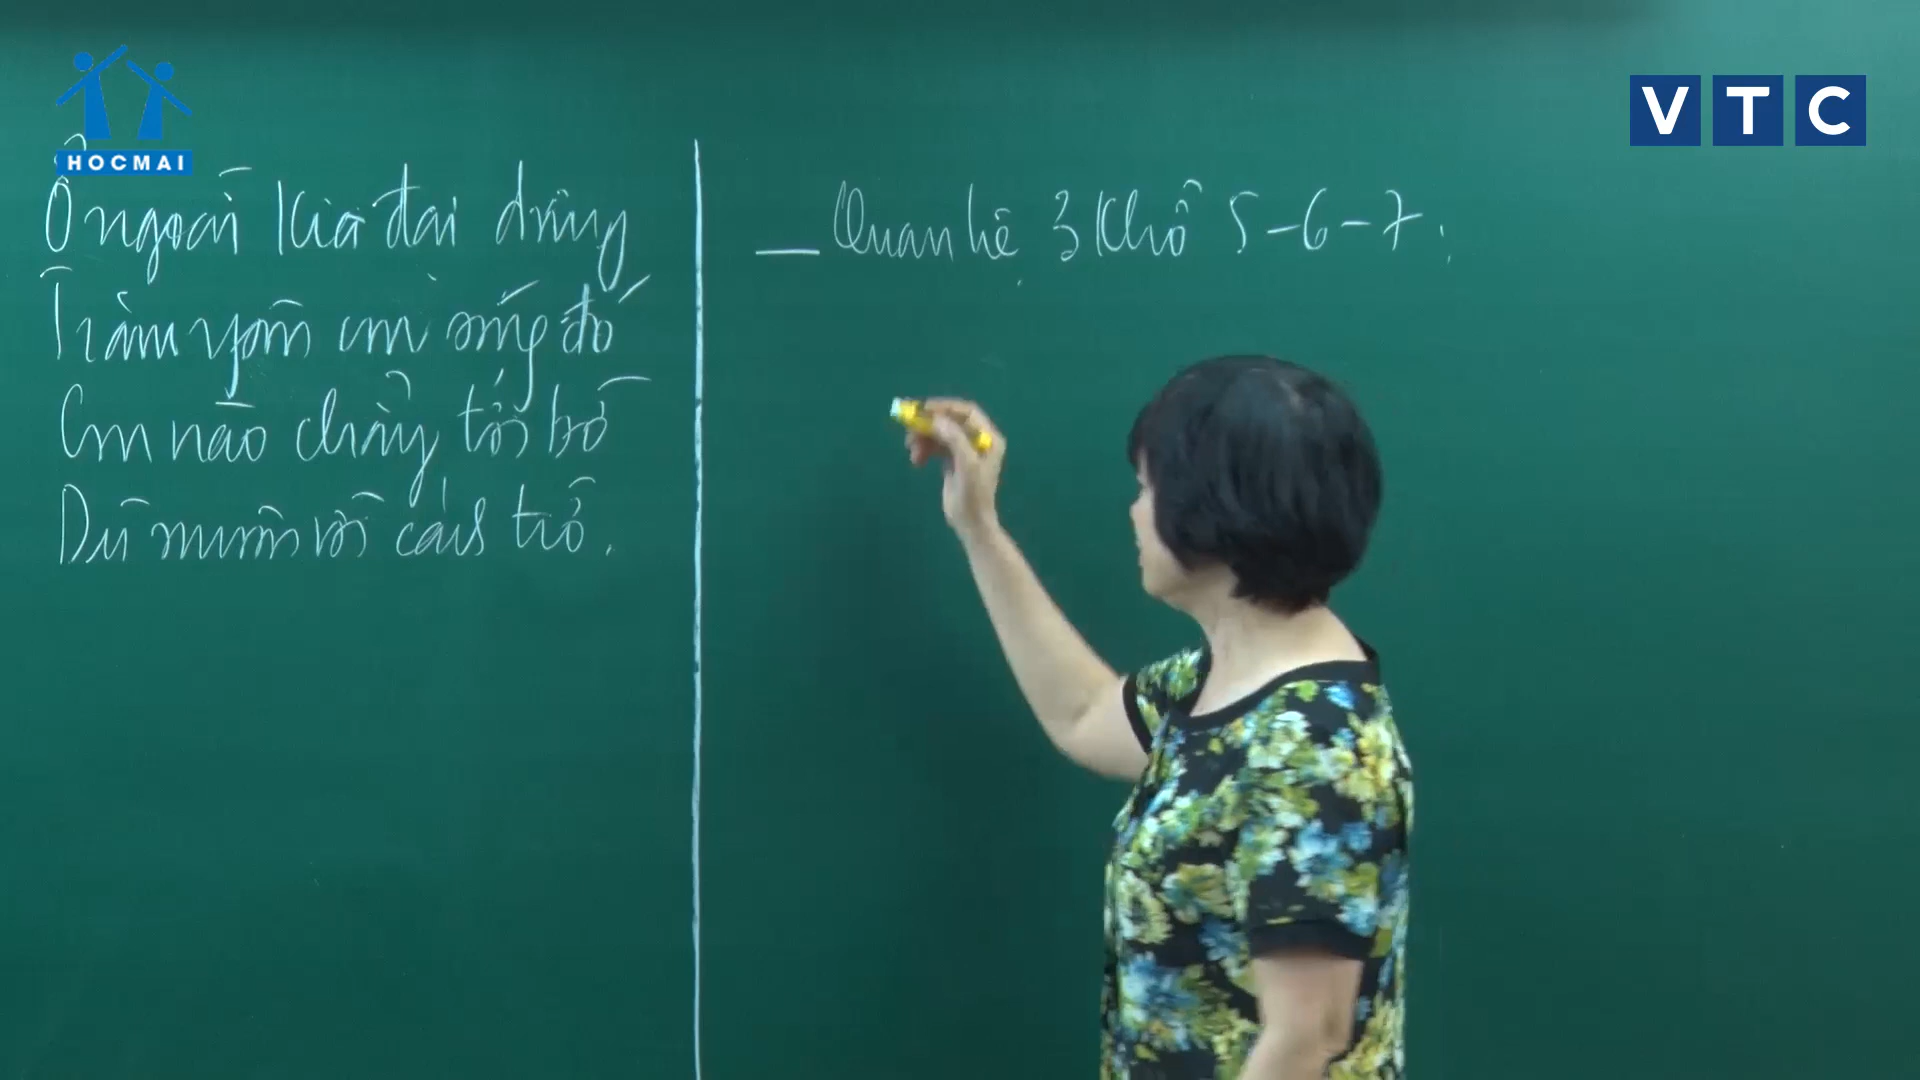 HOCMAI
VTC
Ở ngoài kia đại dương
Trăm nghìn con sóng đó
Con nào chẳng tới bờ
Dù muôn vời cách trở.
— Quan hệ 3 khổ 5-6-7: